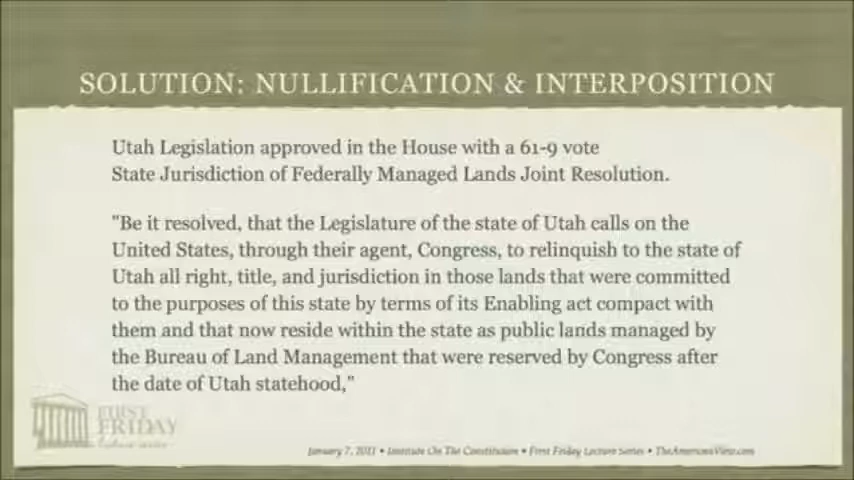 SOLUTION: NULLIFICATION & INTERPOSITION
Utah Legislation approved in the House with a 61-9 vote
State Jurisdiction of Federally Managed Lands Joint Resolution.
"Be it resolved, that the Legislature of the state of Utah calls on the
United States, through their agent, Congress, to relinquish to the state of
Utah all right, title, and jurisdiction in those lands that were committed
to the purposes of this state by terms of its Enabling act compact with
them and that now reside within the state as public lands managed by
the Bureau of Land Management that were reserved by Congress after
the date of Utah statehood,"
FIRST
FRIDAY
January 7, 2011 • Institute On The Constitution • First Friday Lecture Series • TheAmericanView.com